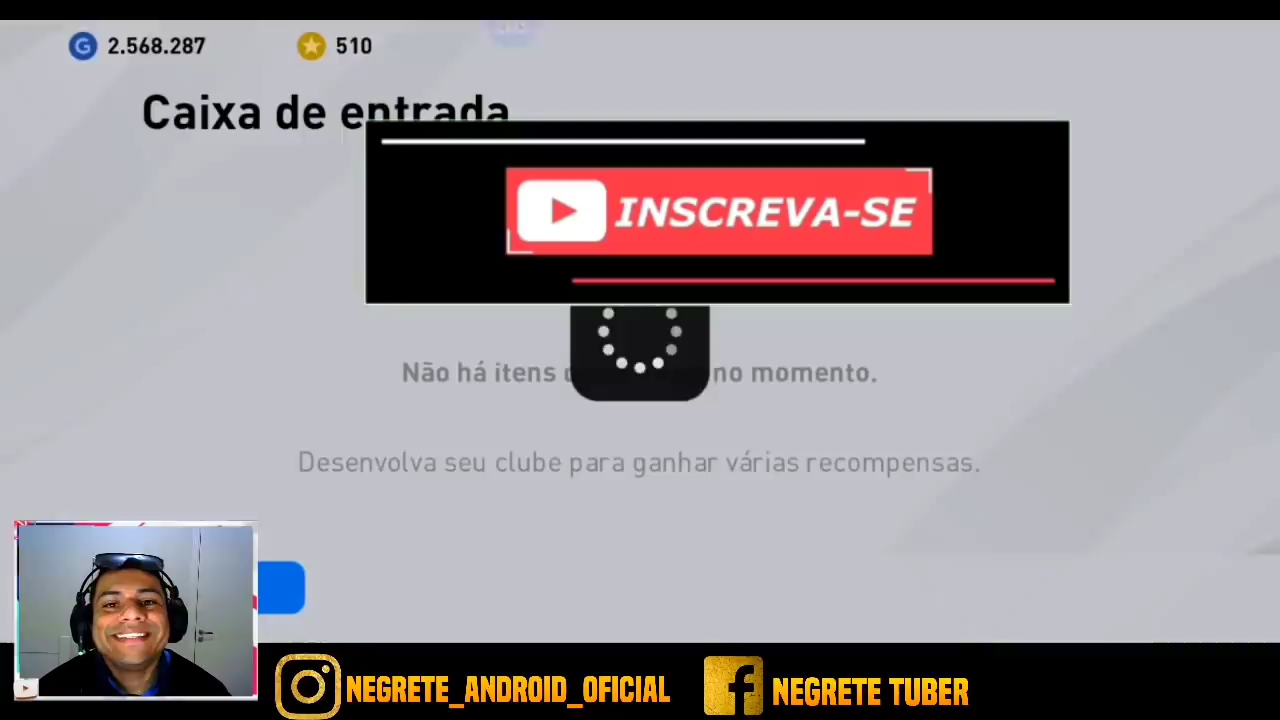 2.568.287 510
Caixa de entrada
INSCREVA-SE
Não há itens no momento.
Desenvolva seu clube para ganhar várias recompensas.
NEGRETE_ANDROID_OFICIAL NEGRETE TUBER